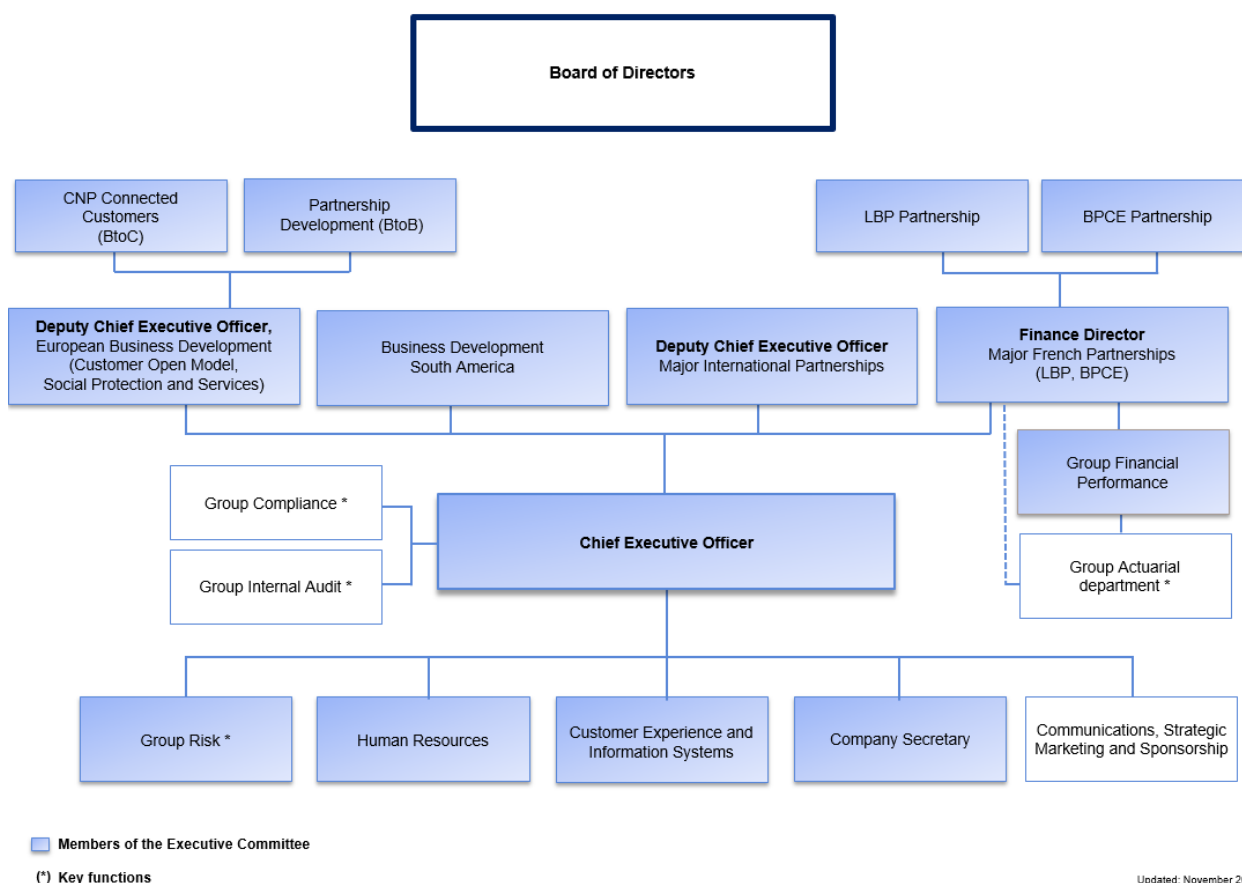 Board of Directors
CNP Connected
Customers
(BtoC)
Partnership
Development (BtoB)
LBP Partnership
BPCE Partnership
Deputy Chief Executive Officer,
European Business Development
(Customer Open Model,
Social Protection and Services)
Business Development
South America
Deputy Chief Executive Officer
Major International Partnerships
Finance Director
Major French Partnerships
(LBP, BPCE)
Group Financial
Performance
Group Compliance *
Chief Executive Officer
Group Internal Audit *
Group Actuarial
department *
Group Risk *
Human Resources
Customer Experience and
Information Systems
Company Secretary
Communications, Strategic
Marketing and Sponsorship
Members of the Executive Committee
(*) Key functions
Updated: November